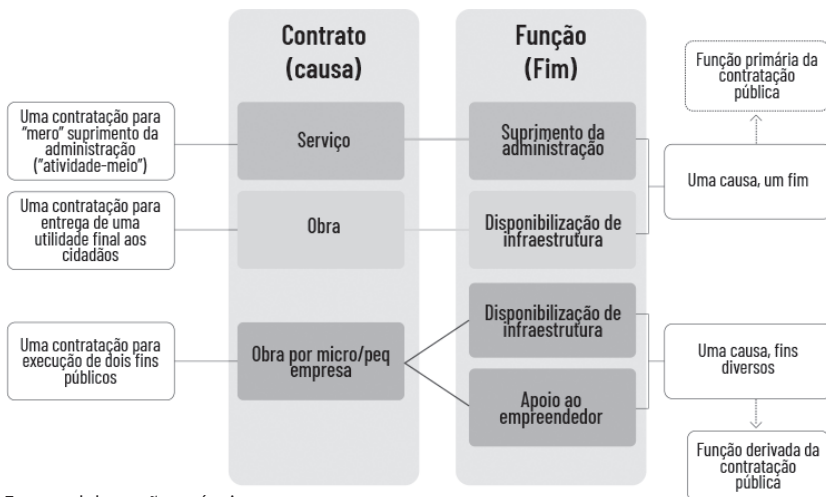 Contrato
(causa)
Função
(Fim)
Função primária da
contratação
pública
Uma contratação para
"mero" suprimento da
administração
("atividade-meio")
Serviço
Suprimento da
administração
Uma causa, um fim
Uma contratação para
entrega de uma
utilidade final aos
cidadãos
Obra
Disponibilização de
infraestrutura
Uma contratação para
execução de dois fins
públicos
Obra por micro/peq
empresa
Disponibilização de
infraestrutura
Apoio ao
empreendedor
Uma causa, fins
diversos
Função derivada da
contratação
pública